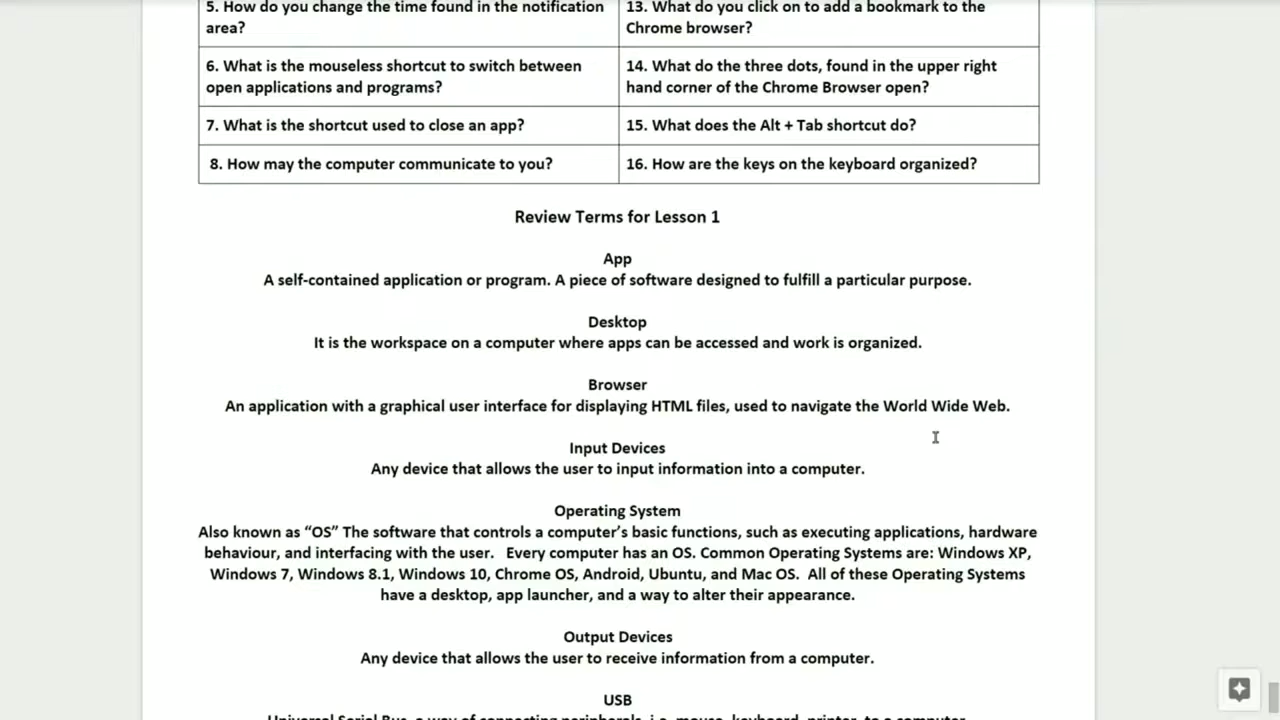 5. How do you change the time found in the notification
area?
13. What do you click on to add a bookmark to the
Chrome browser?
6. What is the mouseless shortcut to switch between
open applications and programs?
14. What do the three dots, found in the upper right
hand corner of the Chrome Browser open?
7. What is the shortcut used to close an app?
15. What does the Alt + Tab shortcut do?
8. How may the computer communicate to you?
16. How are the keys on the keyboard organized?
Review Terms for Lesson 1
App
A self-contained application or program. A piece of software designed to fulfill a particular purpose.
Desktop
It is the workspace on a computer where apps can be accessed and work is organized.
Browser
An application with a graphical user interface for displaying HTML files, used to navigate the World Wide Web.
Input Devices
Any device that allows the user to input information into a computer.
Operating System
Also known as “OS” The software that controls a computer’s basic functions, such as executing applications, hardware
behaviour, and interfacing with the user. Every computer has an OS. Common Operating Systems are: Windows XP,
Windows 7, Windows 8.1, Windows 10, Chrome OS, Android, Ubuntu, and Mac OS. All of these Operating Systems
have a desktop, app launcher, and a way to alter their appearance.
Output Devices
Any device that allows the user to receive information from a computer.
USB
Universal Serial Bus, a way of connecting peripherals, i.e. mouse, keyboard, printer, to a computer.